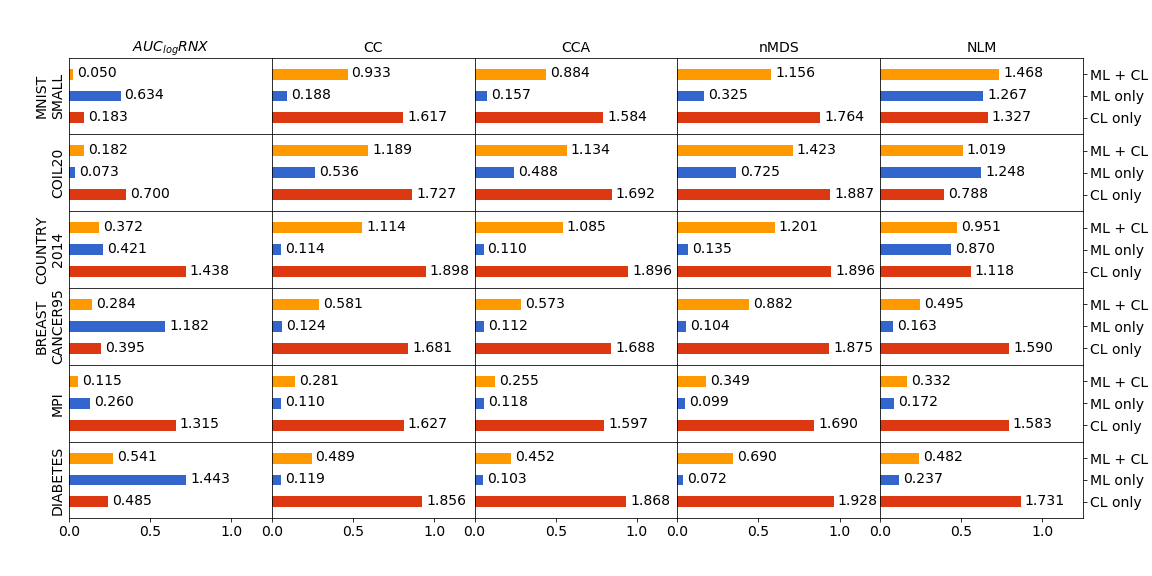 AUC_logRNX CC CCA nMDS NLM
MNIST
SMALL
0.050 0.933 0.884 1.156 1.468 ML + CL
0.634 0.188 0.157 0.325 1.267 ML only
0.183 1.617 1.584 1.764 1.327 CL only
COIL20
0.182 1.189 1.134 1.423 1.019 ML + CL
0.073 0.536 0.488 0.725 1.248 ML only
0.700 1.727 1.692 1.887 0.788 CL only
COUNTRY
2014
0.372 1.114 1.085 1.201 0.951 ML + CL
0.421 0.114 0.110 0.135 0.870 ML only
1.438 1.898 1.896 1.896 1.118 CL only
BREAST
CANCER95
0.284 0.581 0.573 0.882 0.495 ML + CL
1.182 0.124 0.112 0.104 0.163 ML only
0.395 1.681 1.688 1.875 1.590 CL only
MPI
0.115 0.281 0.255 0.349 0.332 ML + CL
0.260 0.110 0.118 0.099 0.172 ML only
1.315 1.627 1.597 1.690 1.583 CL only
DIABETES
0.541 0.489 0.452 0.690 0.482 ML + CL
1.443 0.119 0.103 0.072 0.237 ML only
0.485 1.856 1.868 1.928 1.731 CL only
0.0 0.5 1.0 0.0 0.5 1.0 0.0 0.5 1.0 0.0 0.5 1.0 0.0 0.5 1.0